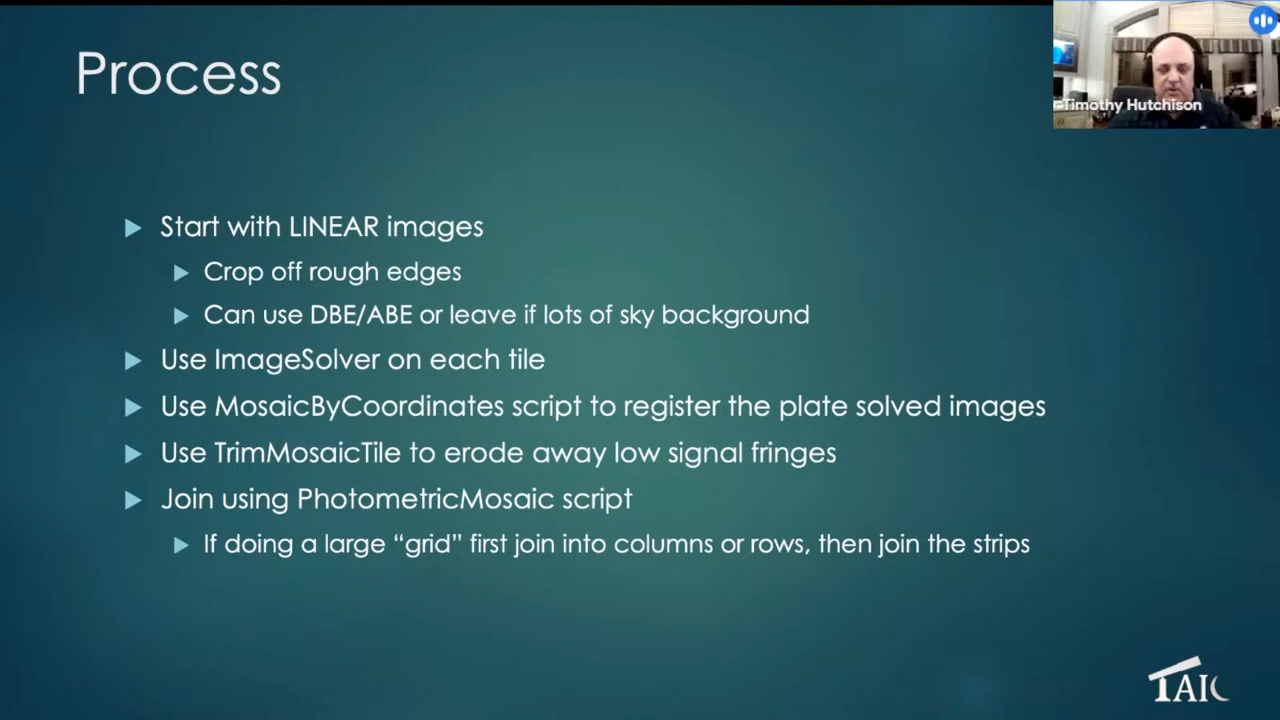 Process
Timothy Hutchison
Start with LINEAR images
Crop off rough edges
Can use DBE/ABE or leave if lots of sky background
Use ImageSolver on each tile
Use MosaicByCoordinates script to register the plate solved images
Use TrimMosaicTile to erode away low signal fringes
Join using PhotometricMosaic script
If doing a large “grid” first join into columns or rows, then join the strips
TAIC